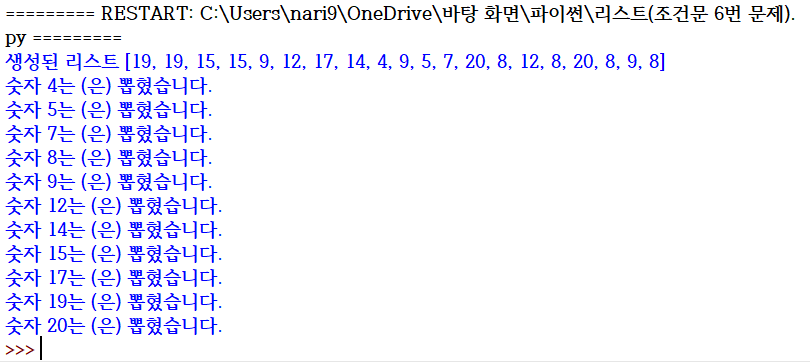 ========= RESTART: C:\Users\nari9\OneDrive\바탕 화면\파이썬\리스트(조건문 6번 문제).
py =========
생성된 리스트 [19, 19, 15, 15, 9, 12, 17, 14, 4, 9, 5, 7, 20, 8, 12, 8, 20, 8, 9, 8]
숫자 4는 (은) 뽑혔습니다.
숫자 5는 (은) 뽑혔습니다.
숫자 7는 (은) 뽑혔습니다.
숫자 8는 (은) 뽑혔습니다.
숫자 9는 (은) 뽑혔습니다.
숫자 12는 (은) 뽑혔습니다.
숫자 14는 (은) 뽑혔습니다.
숫자 15는 (은) 뽑혔습니다.
숫자 17는 (은) 뽑혔습니다.
숫자 19는 (은) 뽑혔습니다.
숫자 20는 (은) 뽑혔습니다.
>>>